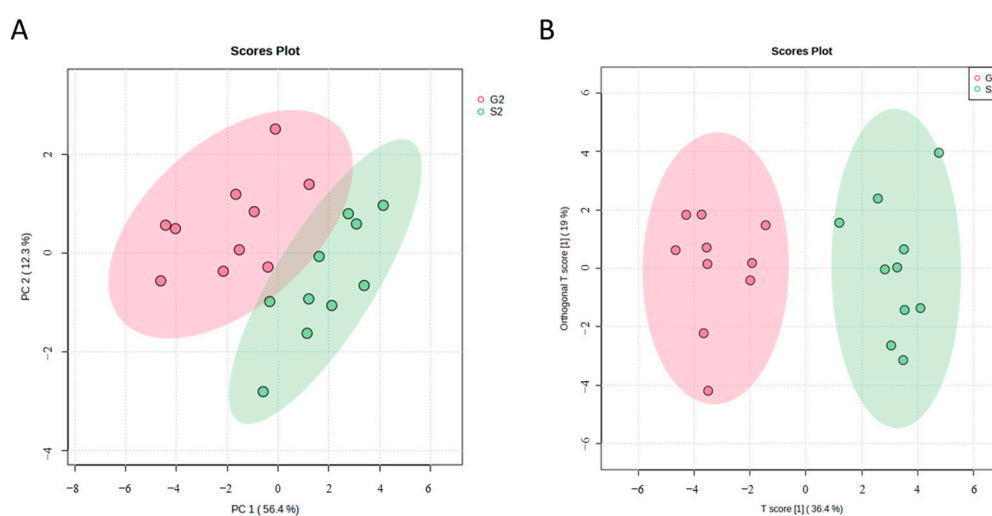 A
Scores Plot
G2
S2
PC 2 ( 12.3 %)
2
0
−2
−4
−8 −6 −4 −2 0 2 4 6
PC 1 ( 56.4 %)
B
Scores Plot
G
S
Orthogonal T score [1] ( 19 %)
6
4
2
0
−2
−4
−6
−6 −4 −2 0 2 4 6
T score [1] ( 36.4 %)